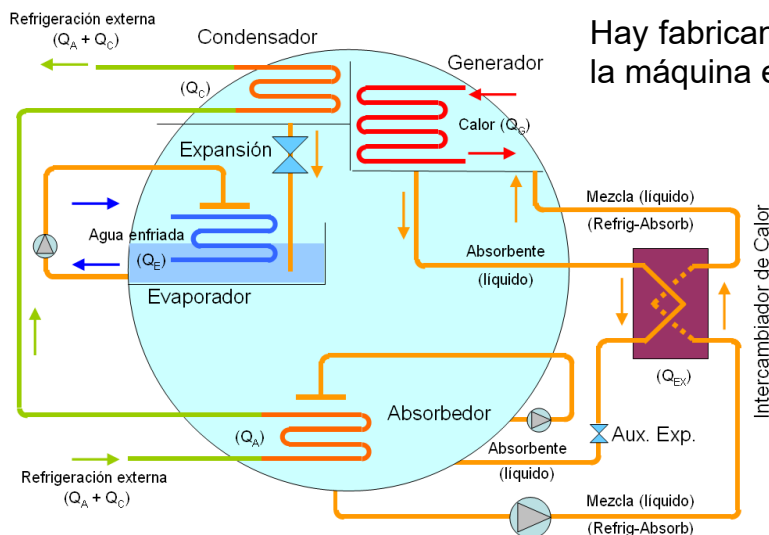 Refrigeración externa
(QA + QC)
Condensador
Hay fabricar
la máquina e
Generador
(QC)
Calor (QG)
Expansión
Mezcla (líquido)
(Refrig-Absorb)
Agua enfriada
(QE)
Absorbente
(líquido)
Evaporador
Intercambiador de Calor
(QEX)
Absorbedor
(QA)
Aux. Exp.
Absorbente
(líquido)
Refrigeración externa
(QA + QC)
Mezcla (líquido)
(Refrig-Absorb)